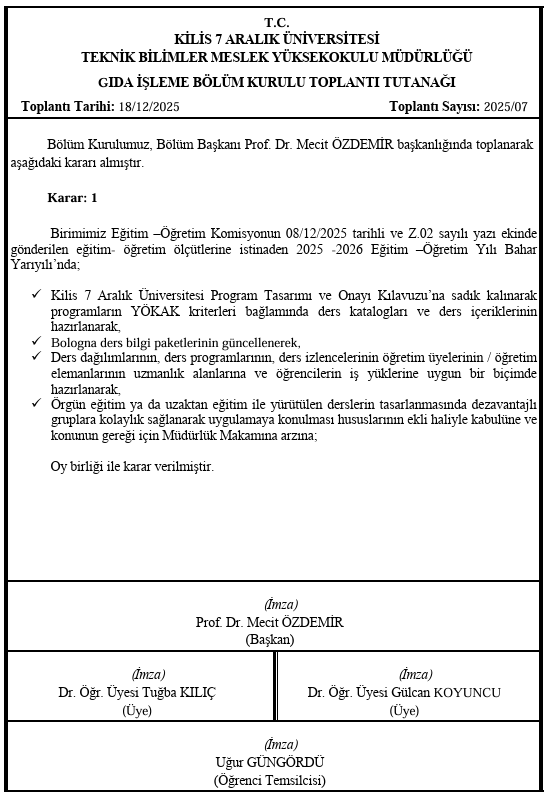 T.C.
KİLİS 7 ARALIK ÜNİVERSİTESİ
TEKNİK BİLİMLER MESLEK YÜKSEKOKULU MÜDÜRLÜĞÜ
GIDA İŞLEME BÖLÜM KURULU TOPLANTI TUTANAĞI
Toplantı Tarihi: 18/12/2025 Toplantı Sayısı: 2025/07
Bölüm Kurulumuz, Bölüm Başkanı Prof. Dr. Mecit ÖZDEMİR başkanlığında toplanarak
aşağıdaki kararı almıştır.
Karar: 1
Birimimiz Eğitim –Öğretim Komisyonun 08/12/2025 tarihli ve Z.02 sayılı yazı ekinde
gönderilen eğitim- öğretim ölçütlerine istinaden 2025 -2026 Eğitim –Öğretim Yılı Bahar
Yarıyılı’nda;
✓ Kilis 7 Aralık Üniversitesi Program Tasarımı ve Onayı Kılavuzu’na sadık kalınarak
programların YÖKAK kriterleri bağlamında ders katalogları ve ders içeriklerinin
hazırlanarak,
✓ Bologna ders bilgi paketlerinin güncellenerek,
✓ Ders dağılımlarının, ders programlarının, ders izlencelerinin öğretim üyelerinin / öğretim
elemanlarının uzmanlık alanlarına ve öğrencilerin iş yüklerine uygun bir biçimde
hazırlanarak,
✓ Örgün eğitim ya da uzaktan eğitim ile yürütülen derslerin tasarlanmasında dezavantajlı
gruplara kolaylık sağlanarak uygulamaya konulması hususlarının ekli haliyle kabulüne ve
konunun gereği için Müdürlük Makamına arzına;
Oy birliği ile karar verilmiştir.
(İmza)
Prof. Dr. Mecit ÖZDEMİR
(Başkan)
(İmza)
Dr. Öğr. Üyesi Tuğba KILIÇ
(Üye)
(İmza)
Dr. Öğr. Üyesi Gülcan KOYUNCU
(Üye)
(İmza)
Uğur GÜNGÖRDÜ
(Öğrenci Temsilcisi)